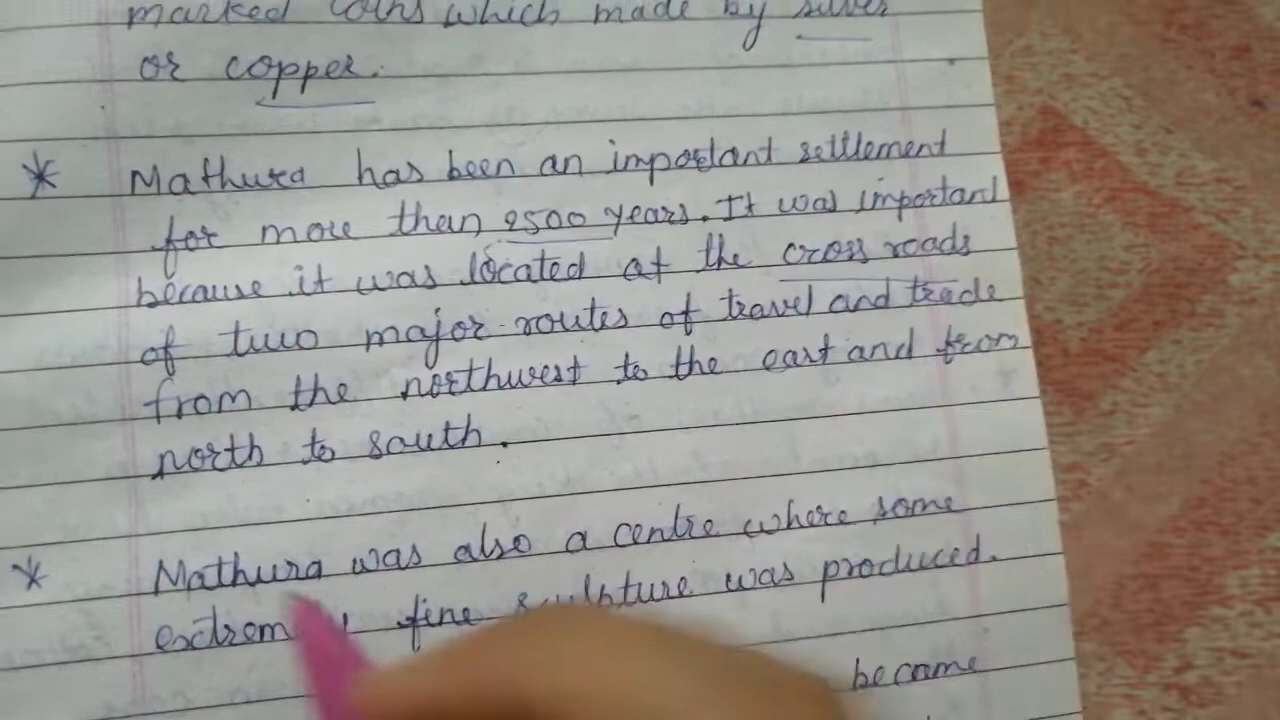 marked coins which made by silver
or copper.
* Mathura has been an important settlement
for more than 2500 years. It was important
because it was located at the cross roads
of two major routes of travel and trade
from the northwest to the east and from
north to south.
* Mathura was also a centre where some
fine sculpture was produced.
became